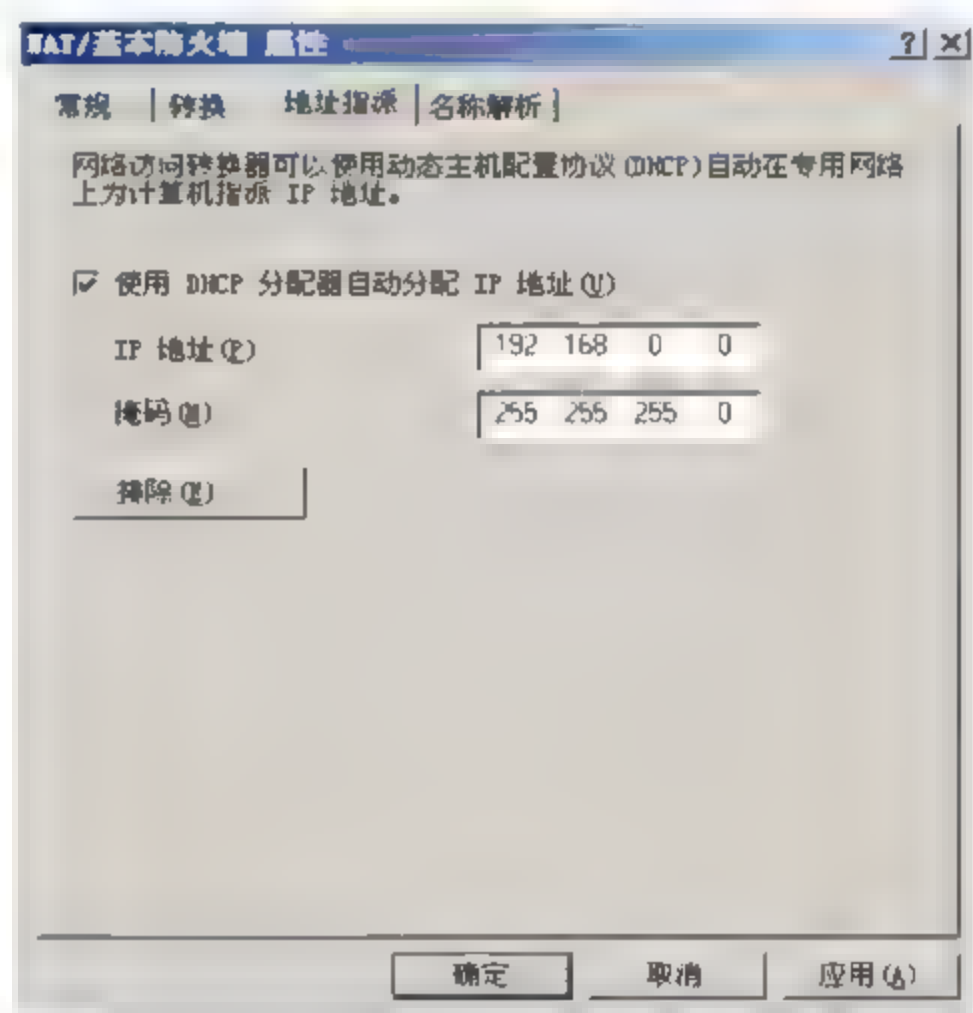 NAT/基本防火墙 属性
常规 转换 地址指派 名称解析
网络访问转换器可以使用动态主机配置协议(DHCP)自动在专用网络
上为计算机指派 IP 地址。
使用 DHCP 分配器自动分配 IP 地址(U)
IP 地址(P) 192 168 0 0
掩码(M) 255 255 255 0
排除(E)
确定 取消 应用(A)